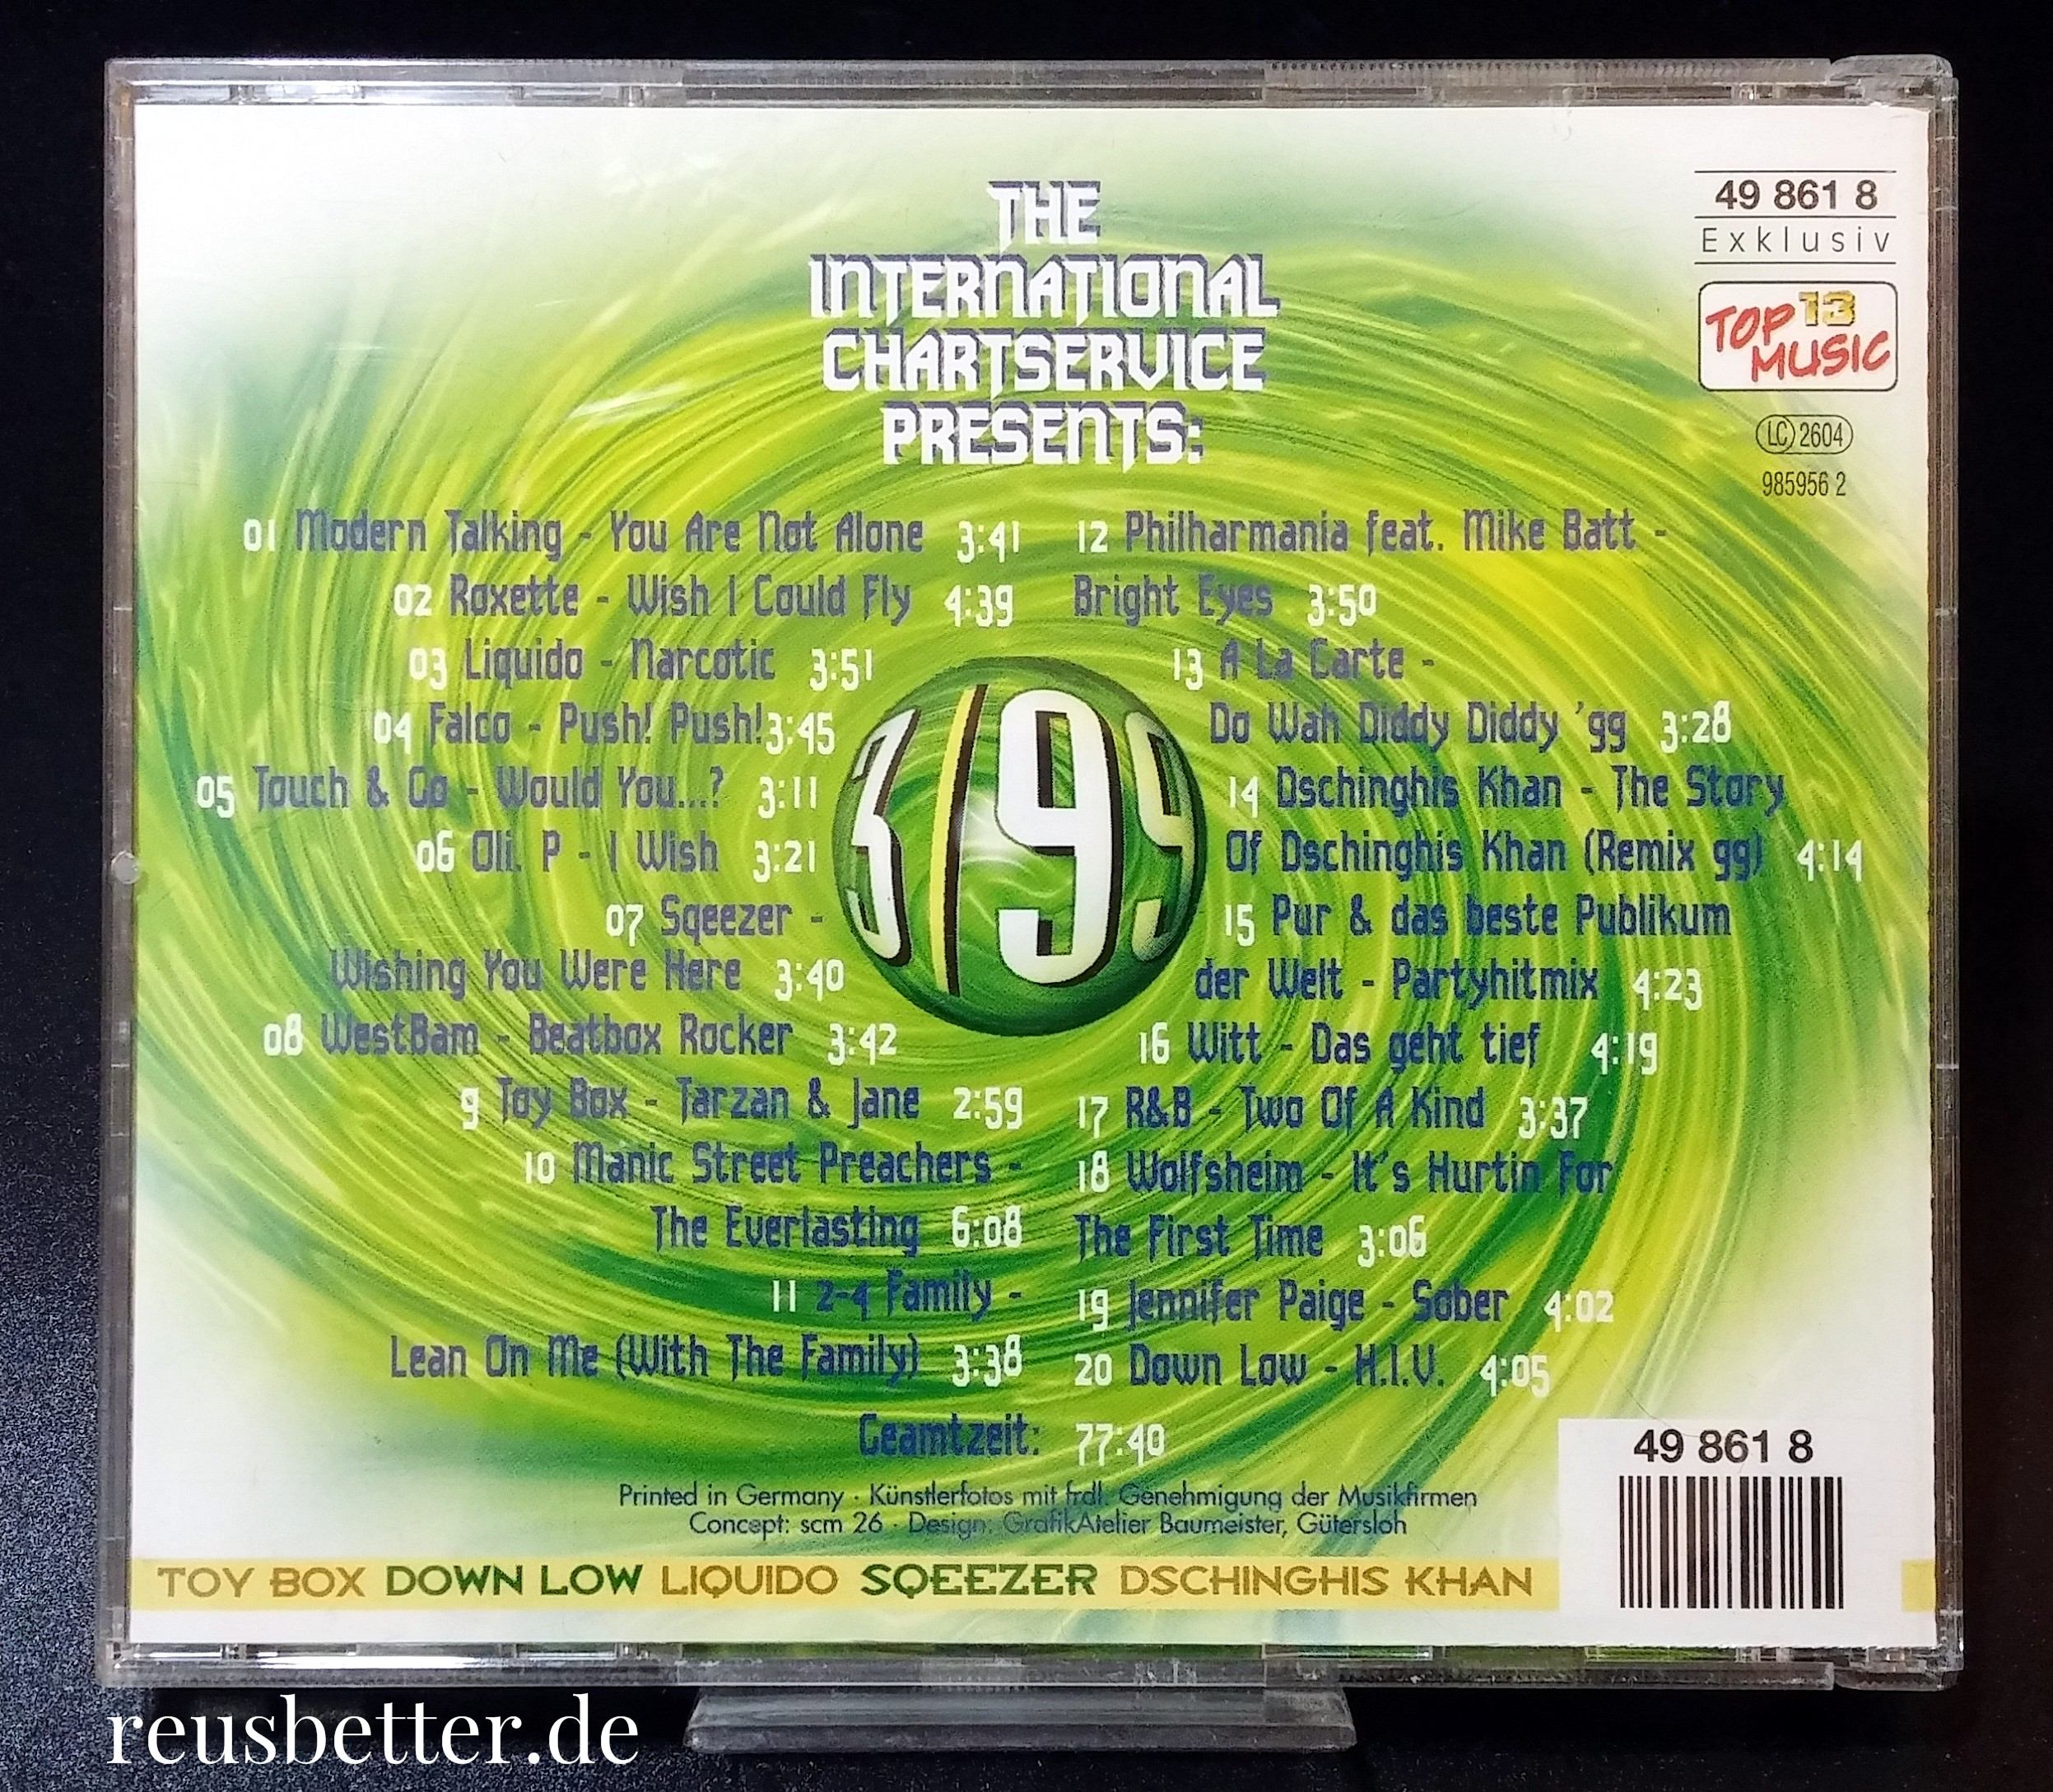 THE
INTERNATIONAL
CHARTSERVICE
PRESENTS:
49 861 8
Exklusiv
TOP 13
MUSIC
LC 2604
985956 2
01 Modern Talking - You Are Not Alone 3:41
02 Roxette - Wish I Could Fly 4:39
03 Liquido - Narcotic 3:51
04 Falco - Push! Push! 3:45
05 Touch & Go - Would You...? 3:11
06 Oli. P - I Wish 3:21
07 Sqeezer -
Wishing You Were Here 3:40
08 WestBam - Beatbox Rocker 3:42
9 Toy Box - Tarzan & Jane 2:59
10 Manic Street Preachers -
The Everlasting 6:08
11 2-4 Family -
Lean On Me (With The Family) 3:38
3/99
12 Philharmania feat. Mike Batt -
Bright Eyes 3:50
13 A La Carte -
Do Wah Diddy Diddy '99 3:28
14 Dschinghis Khan - The Story
Of Dschinghis Khan (Remix 99) 4:14
15 Pur & das beste Publikum
der Welt - Partyhitmix 4:23
16 Witt - Das geht tief 4:19
17 R&B - Two Of A Kind 3:37
18 Wolfsheim - It's Hurtin For
The First Time 3:06
19 Jennifer Paige - Sober 4:02
20 Down Low - H.I.V. 4:05
Geamtzeit: 77:40
Printed in Germany · Künstlerfotos mit frdl. Genehmigung der Musikfirmen
Concept: scm 26 · Design: GrafikAtelier Baumeister, Gütersloh
49 861 8
TOY BOX DOWN LOW LIQUIDO SQEEZER DSCHINGHIS KHAN
reusbetter.de